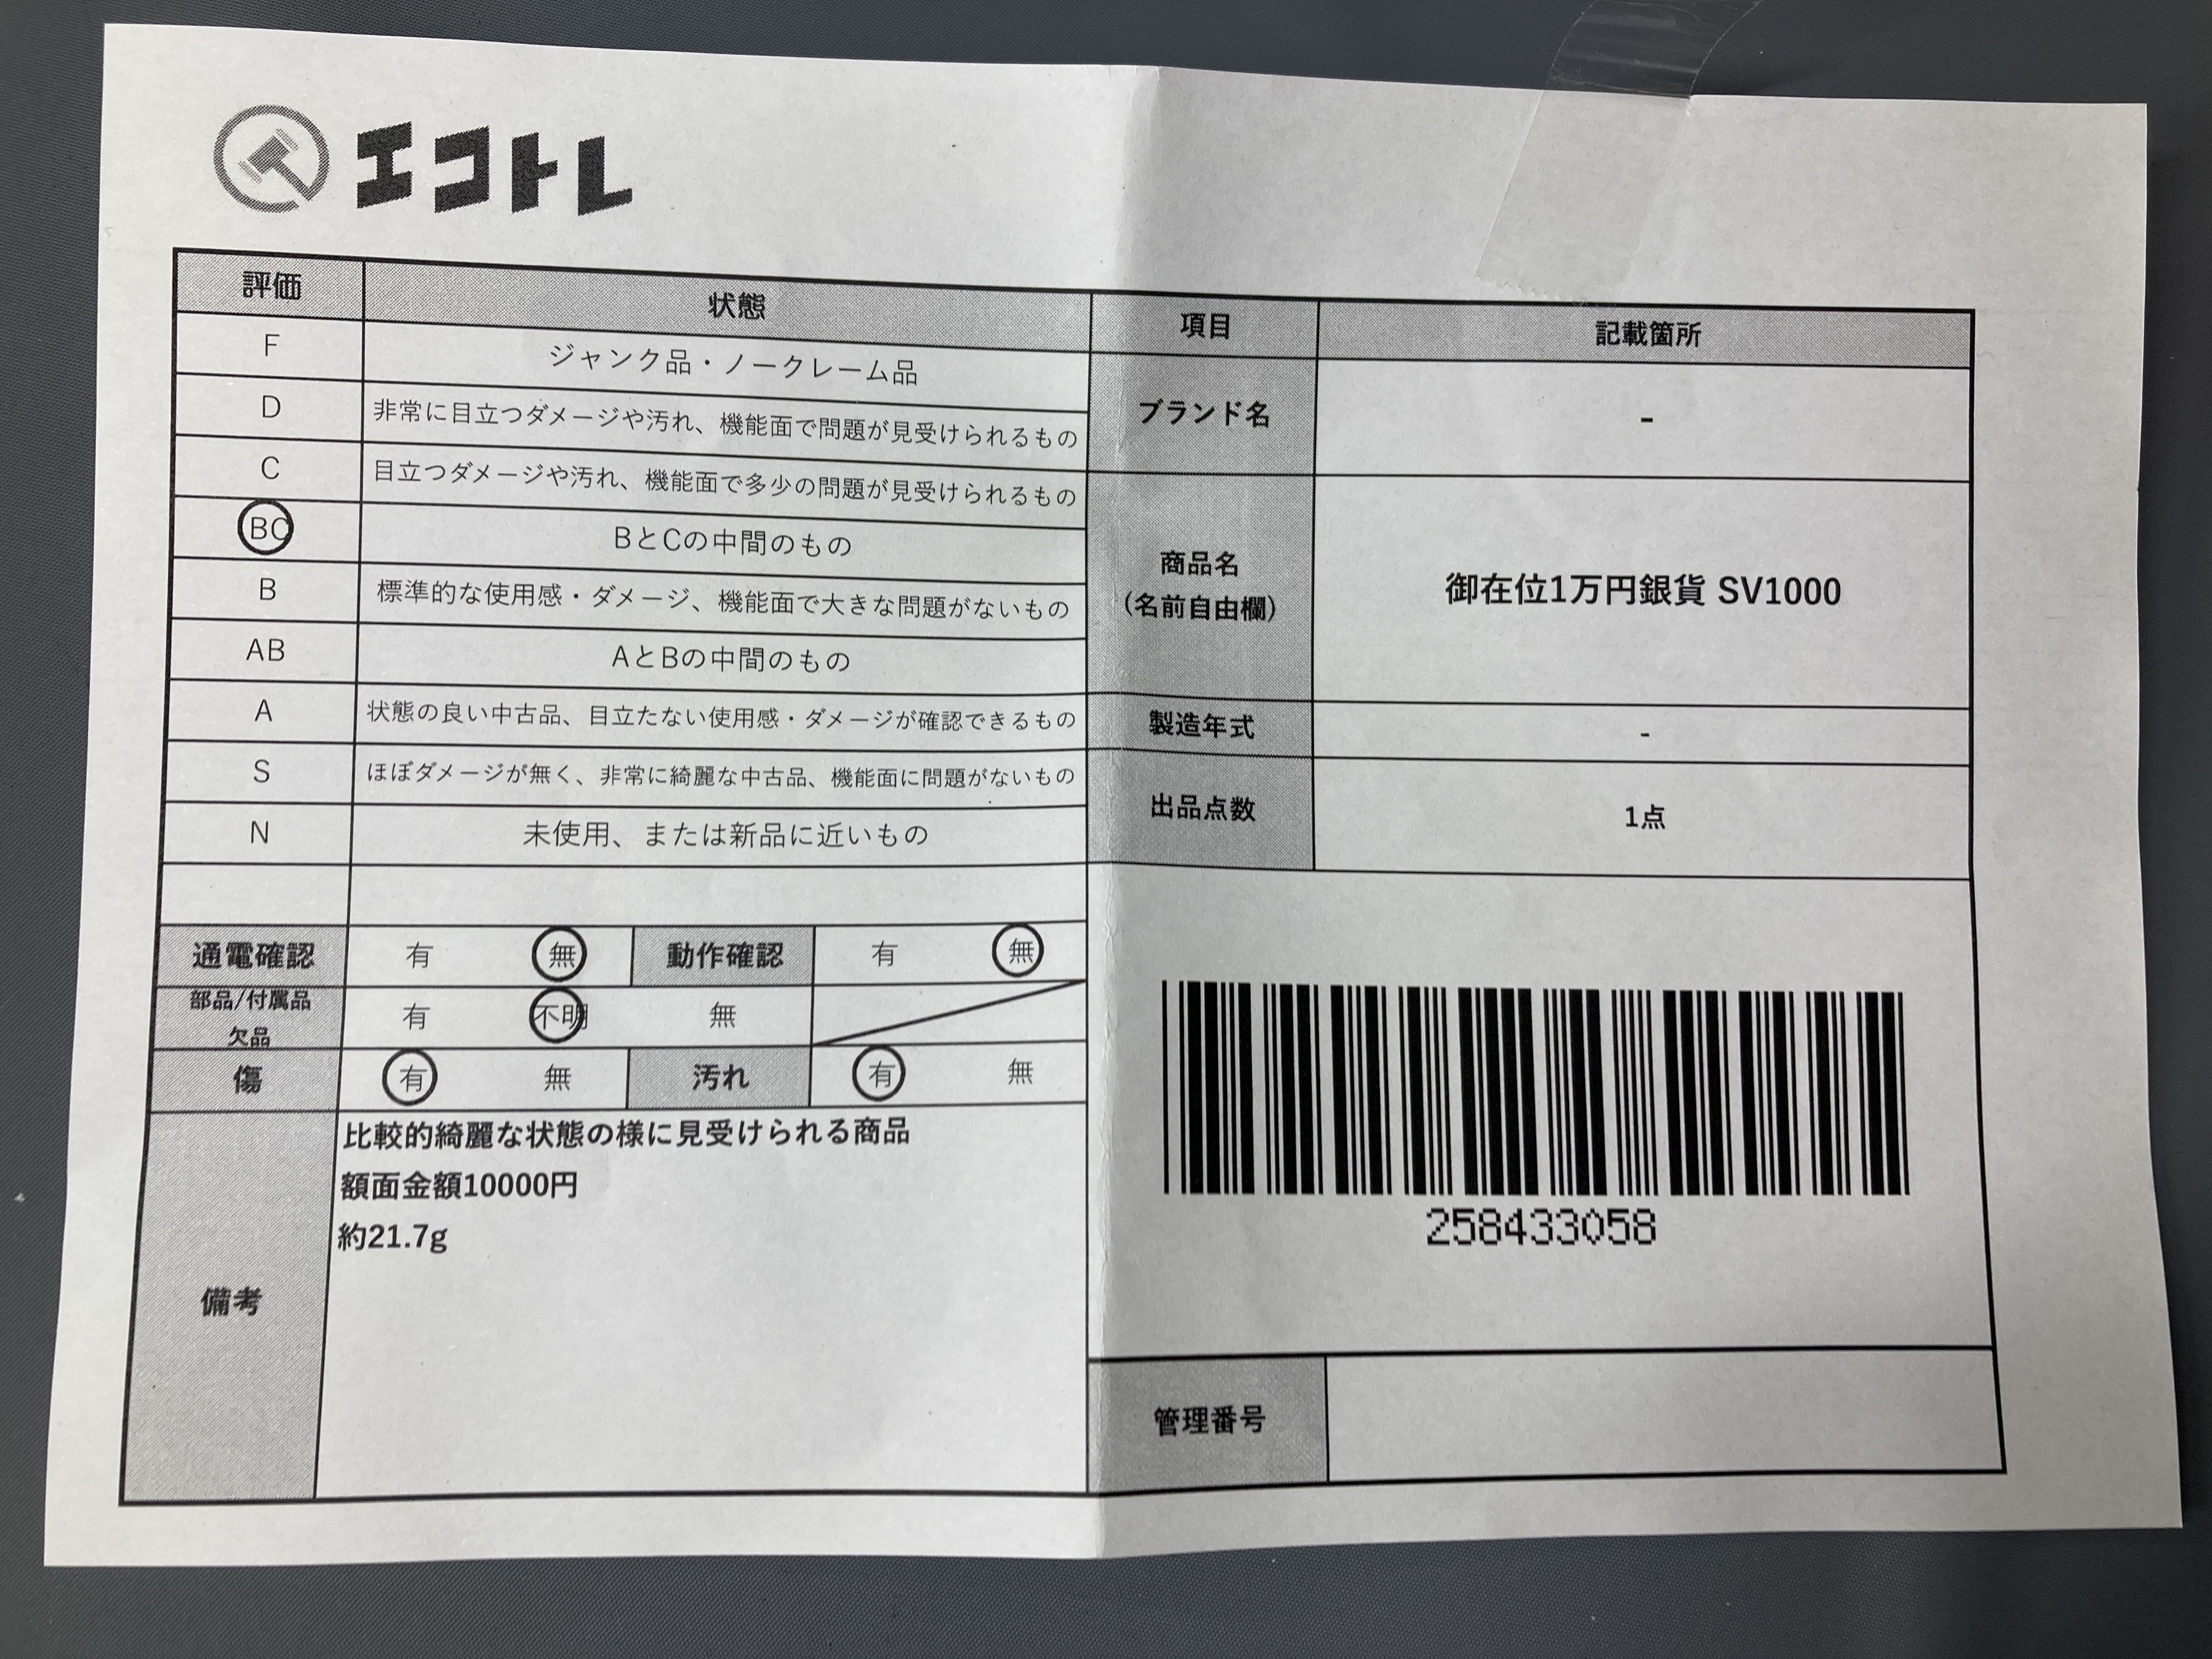 エコトレ
評価 状態
F ジャンク品・ノークレーム品
D 非常に目立つダメージや汚れ、機能面で問題が見受けられるもの
C 目立つダメージや汚れ、機能面で多少の問題が見受けられるもの
BC BとCの中間のもの
B 標準的な使用感・ダメージ、機能面で大きな問題がないもの
AB AとBの中間のもの
A 状態の良い中古品、目立たない使用感・ダメージが確認できるもの
S ほぼダメージが無く、非常に綺麗な中古品、機能面に問題がないもの
N 未使用、または新品に近いもの
通電確認 有 無 動作確認 有 無
部品/付属品
欠品 有 不明 無
傷 有 無 汚れ 有 無
備考
比較的綺麗な状態の様に見受けられる商品
額面金額10000円
約21.7g
項目 記載箇所
ブランド名 -
商品名
（名前自由欄） 御在位1万円銀貨 SV1000
製造年式 -
出品点数 1点
258433058
管理番号